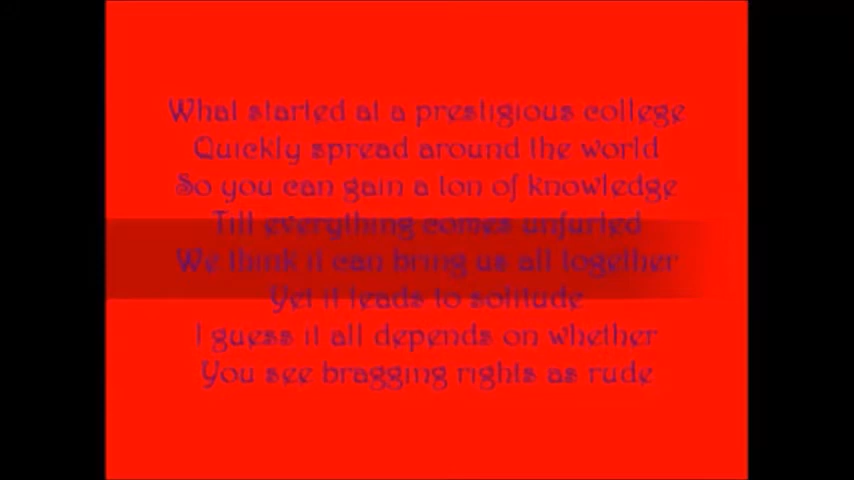 What started at a prestigious college
Quickly spread around the world
So you can gain a ton of knowledge
Till everything comes unfurled
We think it can bring us all together
Yet it leads to solitude
I guess it all depends on whether
You see bragging rights as rude